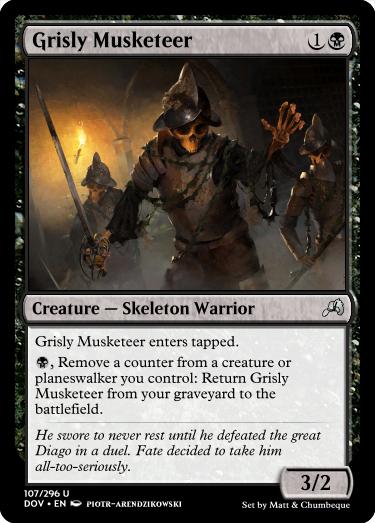 Grisly Musketeer 1
Creature — Skeleton Warrior
Grisly Musketeer enters tapped.
, Remove a counter from a creature or
planeswalker you control: Return Grisly
Musketeer from your graveyard to the
battlefield.
He swore to never rest until he defeated the great
Diago in a duel. Fate decided to take him
all-too-seriously.
3/2
107/296 U
DOV • EN PIOTR-ARENDZIKOWSKI
Set by Matt & Chumbeque